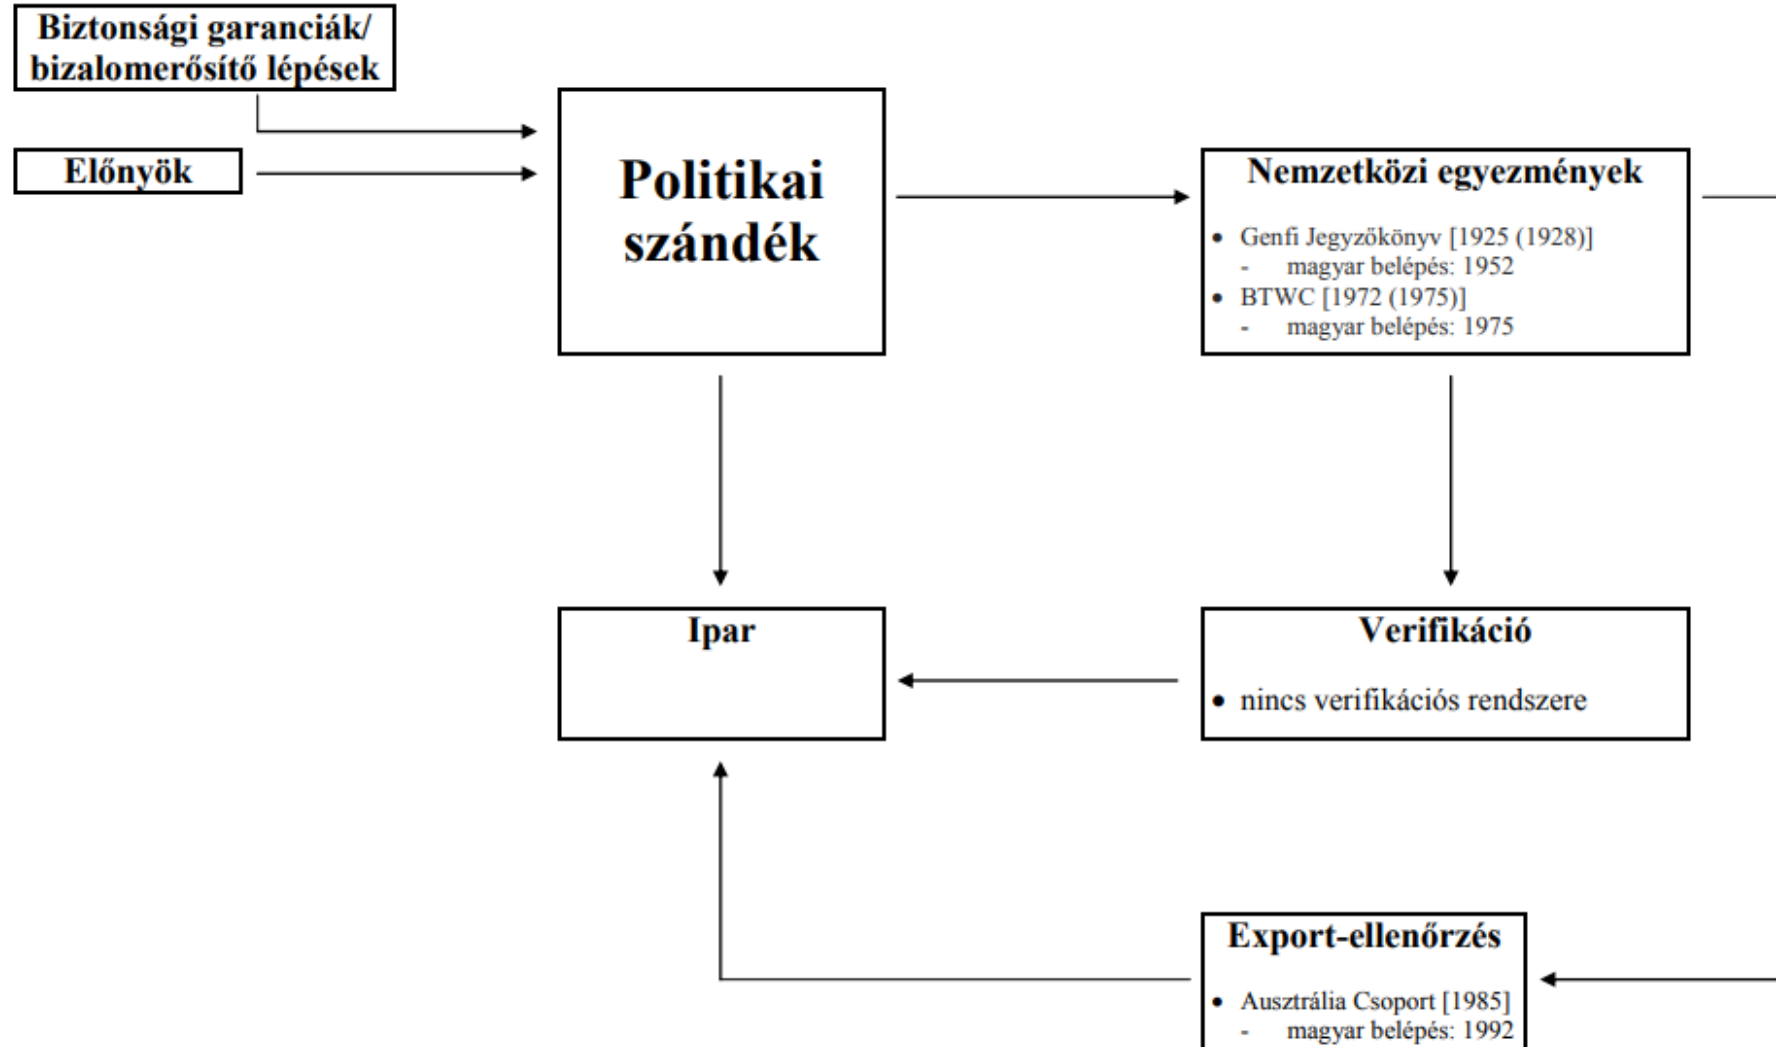 Biztonsági garanciák/
bizalomerősítő lépések
Előnyök
Politikai
szándék
Nemzetközi egyezmények
• Genfi Jegyzőkönyv [1925 (1928)]
- magyar belépés: 1952
• BTWC [1972 (1975)]
- magyar belépés: 1975
Ipar
Verifikáció
• nincs verifikációs rendszere
Export-ellenőrzés
• Ausztrália Csoport [1985]
- magyar belépés: 1992